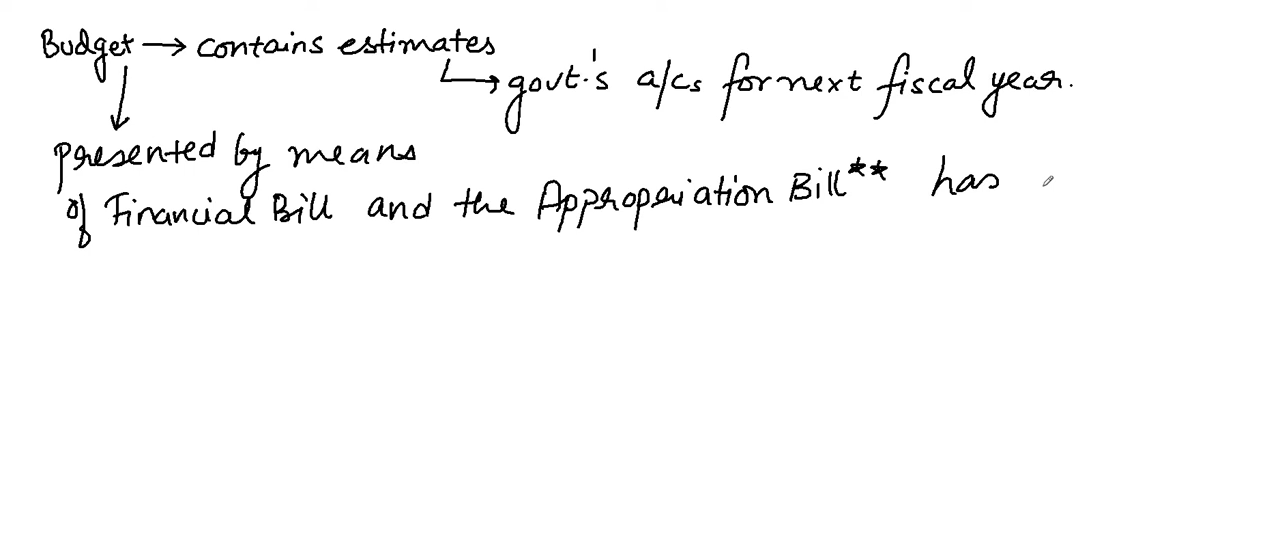 Budget → contains estimates
↳ govt.'s a/cs for next fiscal year.
↓
presented by means
of Financial Bill and the Appropriation Bill** has